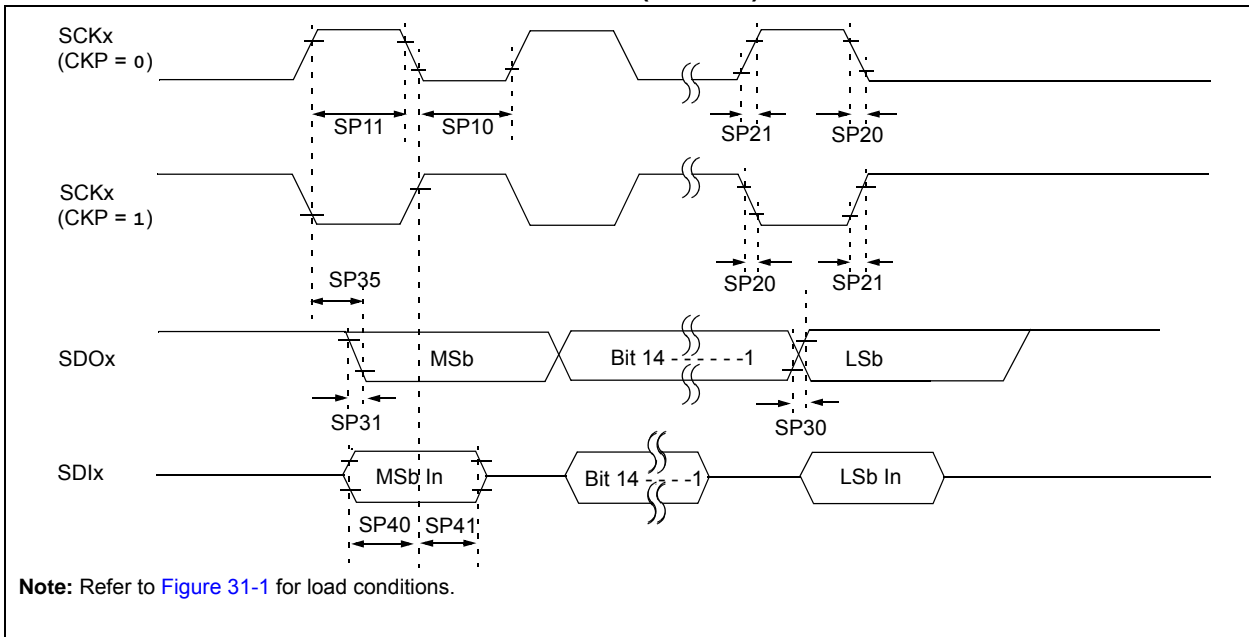 SCKx
(CKP = 0)
SP11
SP10
SP21
SP20
SCKx
(CKP = 1)
SP35
SP20
SP21
SDOx
MSb
Bit 14 - - - - - -1
LSb
SP31
SP30
SDIx
MSb In
Bit 14 - - - -1
LSb In
SP40
SP41
Note: Refer to Figure 31-1 for load conditions.